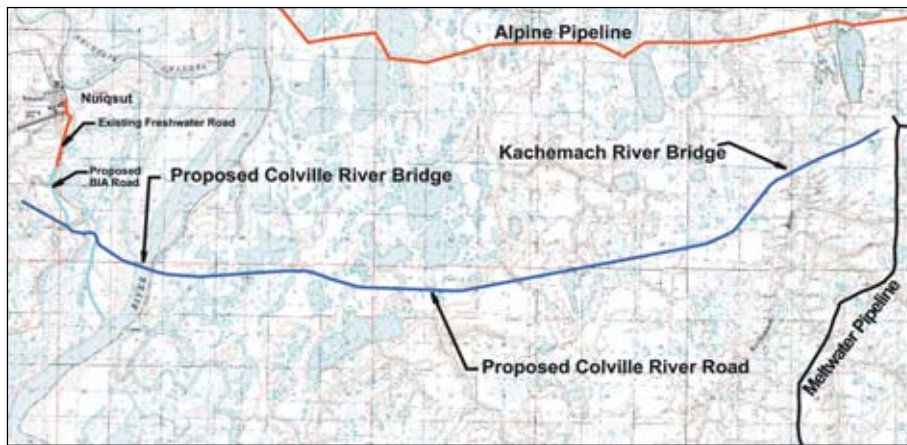 Alpine Pipeline
CHANNEL
Nuiqsut
Existing Freshwater Road
Kachemach River Bridge
Proposed
BIA Road
Proposed Colville River Bridge
RIVER
Meltwater Pipeline
Proposed Colville River Road